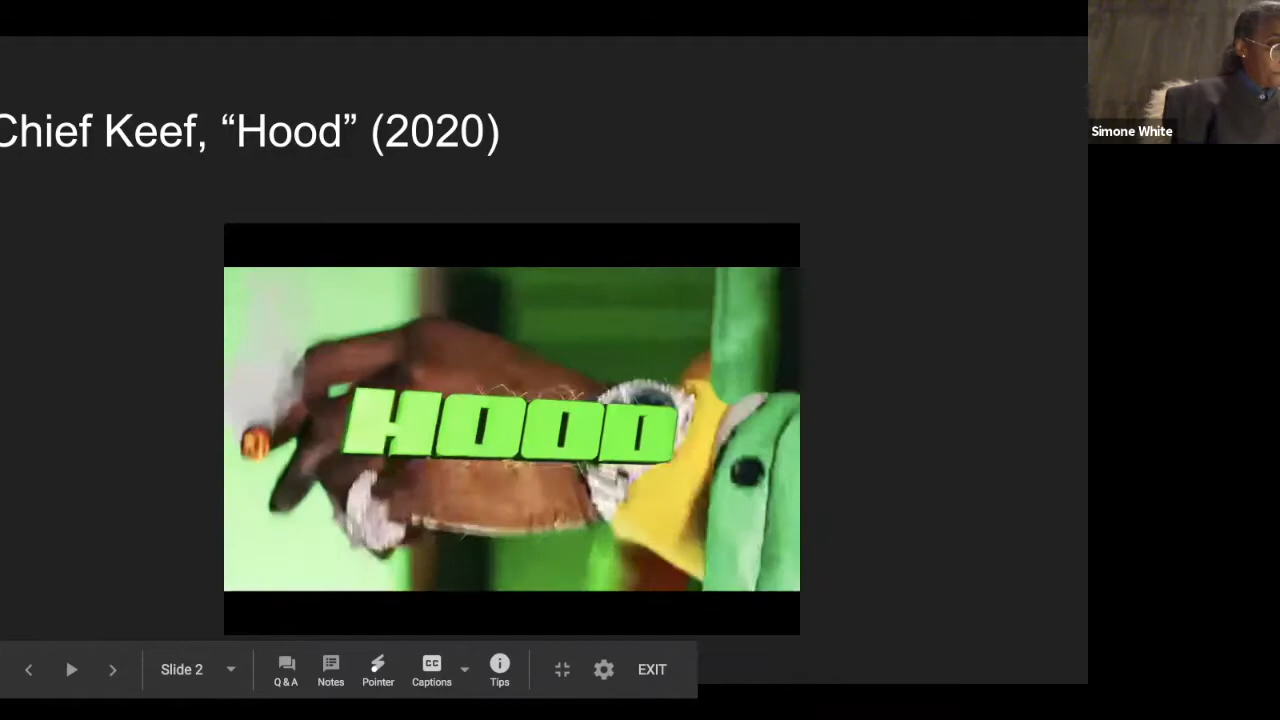 Chief Keef, “Hood” (2020)
Simone White
HOOD
Slide 2
Q & A
Notes
Pointer
CC
Captions
Tips
EXIT